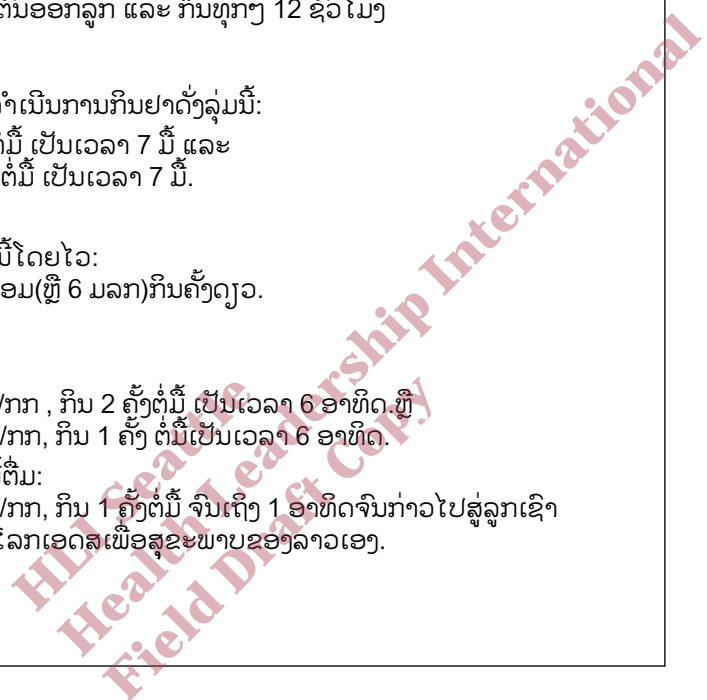 ຕົ້ນອອກລູກ ແລະ ກິນທຸກໆ 12 ຊົ່ວໂມງ
ດຳເນີນການກິນຢາດັ່ງລຸ່ມນີ້:
ຕໍ່ມື້ ເປັນເວລາ 7 ມື້ ແລະ
ຕໍ່ມື້ ເປັນເວລາ 7 ມື້.
ນີ້ໂດຍໄວ:
(ຫຼື 6 ມລກ)ກິນຄັ້ງດຽວ.
/ກກ , ກິນ 2 ຄັ້ງຕໍ່ມື້ ເປັນເວລາ 6 ອາທິດ.ຫຼື
/ກກ, ກິນ 1 ຄັ້ງ ຕໍ່ມື້ເປັນເວລາ 6 ອາທິດ.
ຕື່ມ:
/ກກ, ກິນ 1 ຄັ້ງຕໍ່ມື້ ຈົນເຖິງ 1 ອາທິດຈົນກ່າວໄປສູ່ລູກເຊົາ
ໂລກເອດສເພື່ອສຸຂະພາບຂອງລາວເອງ.
HLI Seattle
Health Leadership International
Field Draft Copy